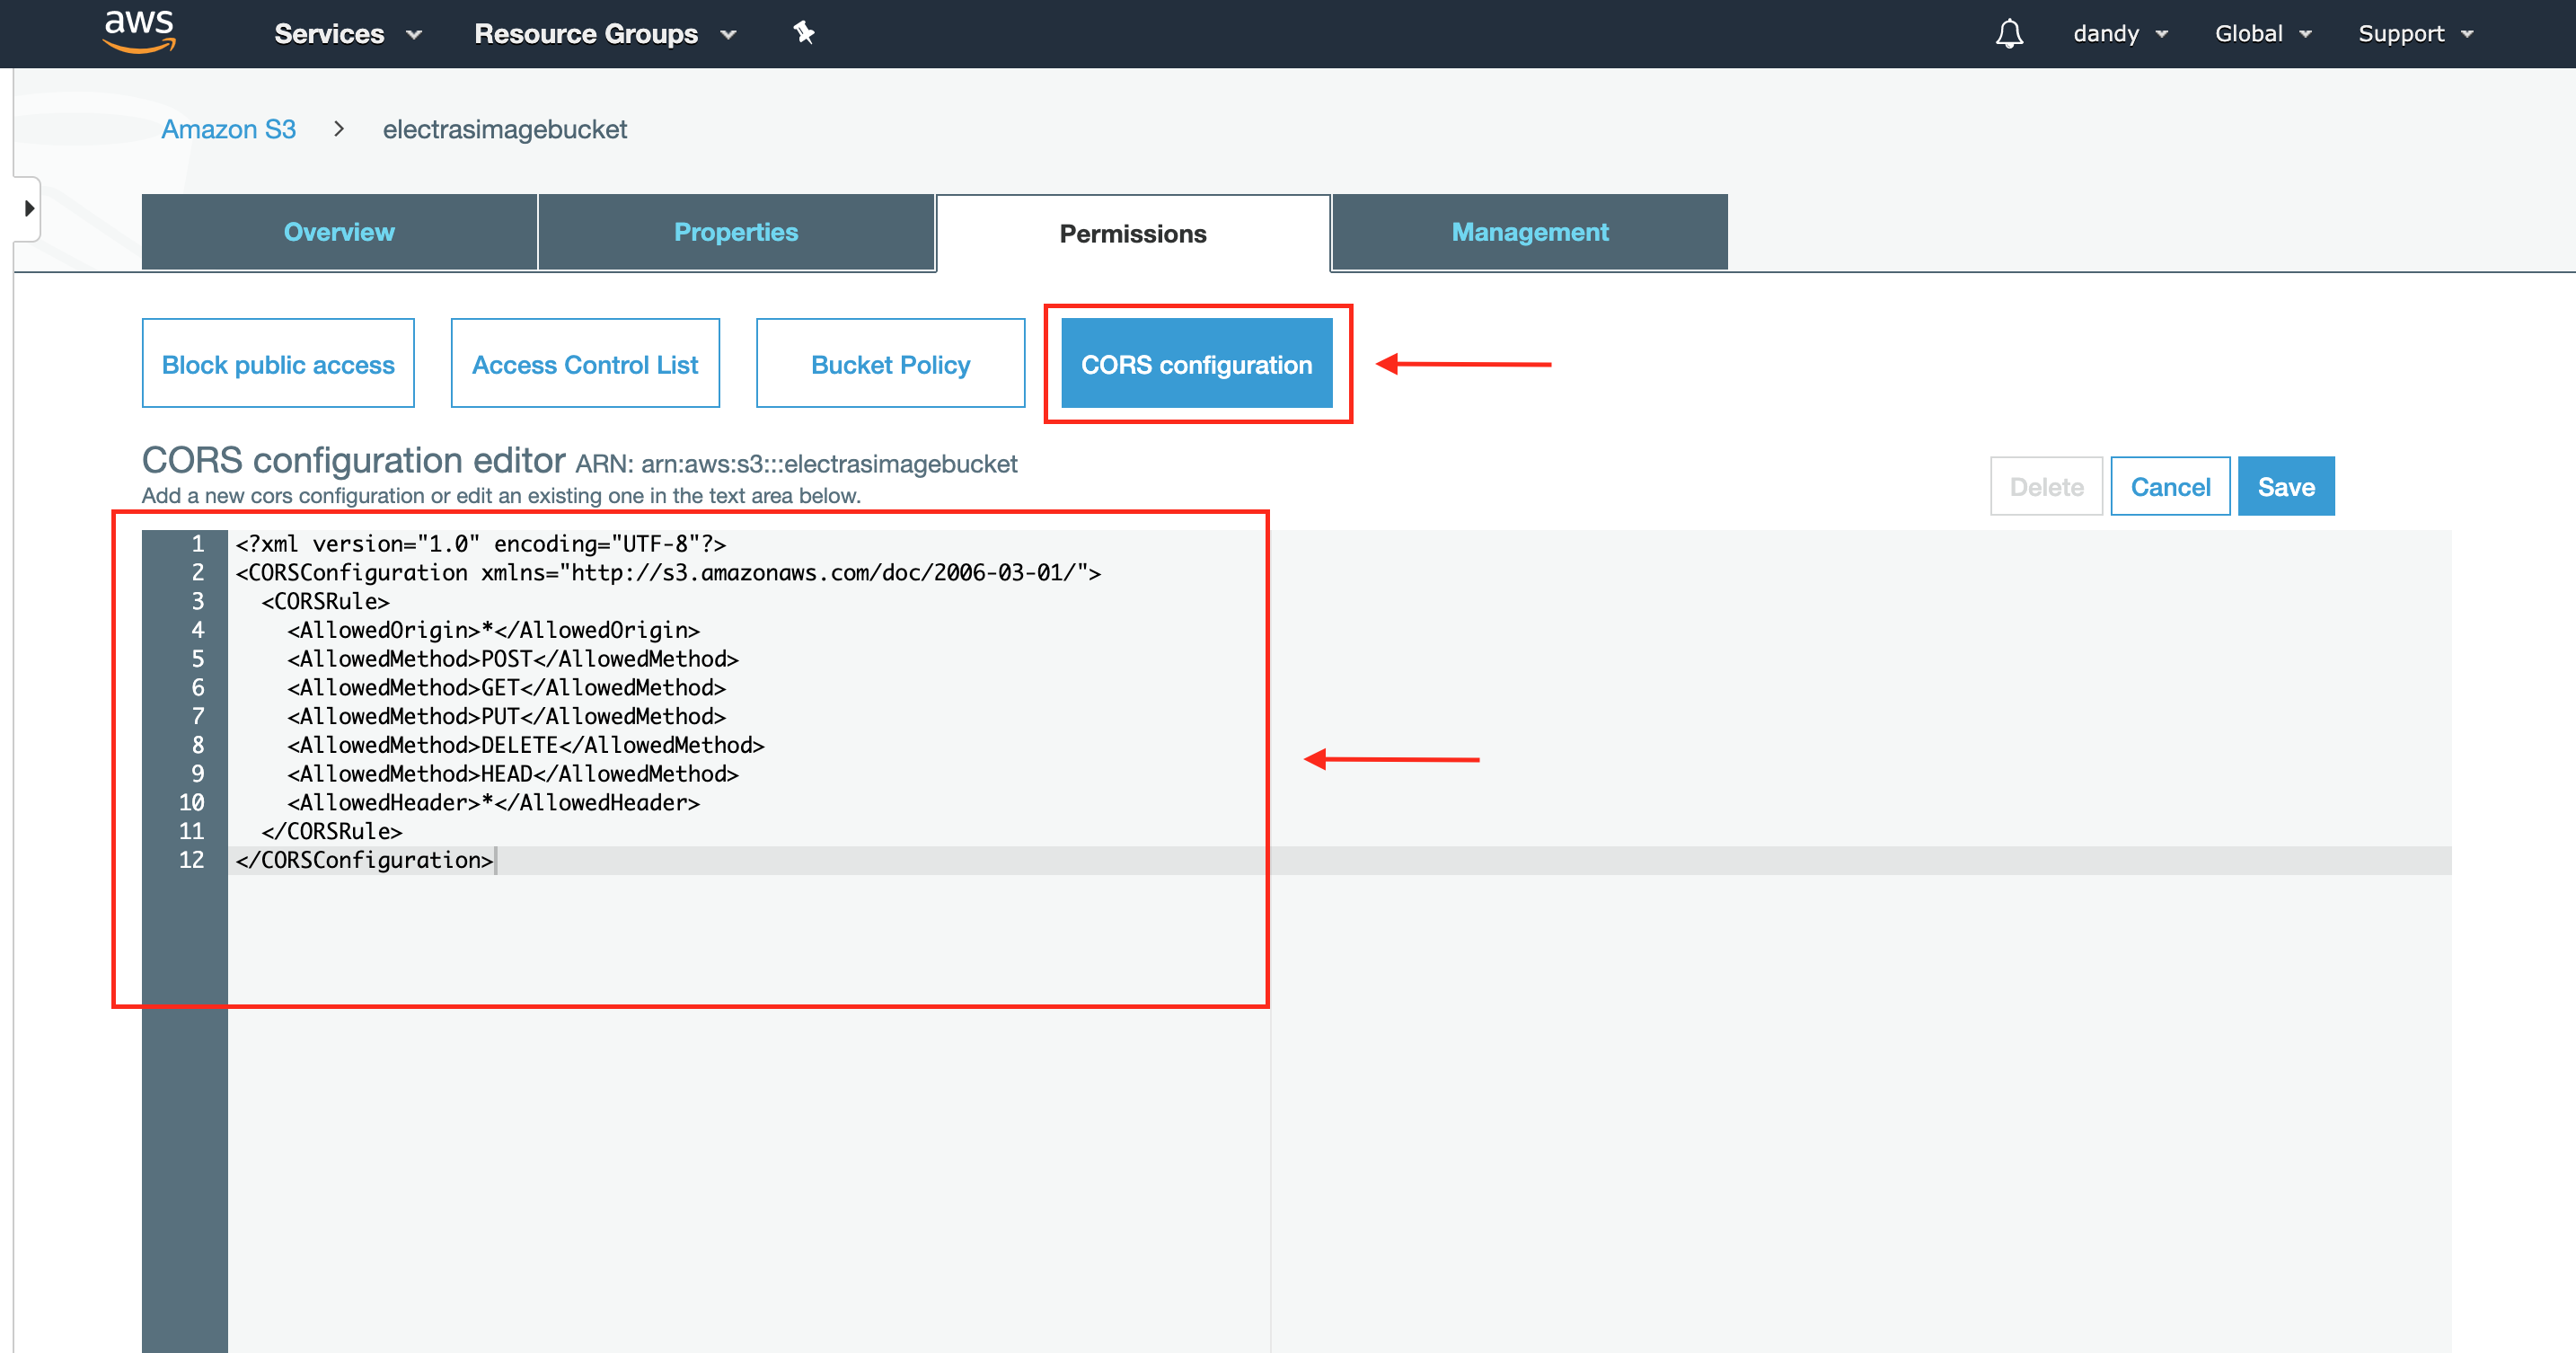 aws Services Resource Groups dandy Global Support
Amazon S3 > electrasimagebucket
Overview Properties Permissions Management
Block public access Access Control List Bucket Policy CORS configuration
CORS configuration editor ARN: arn:aws:s3:::electrasimagebucket
Add a new cors configuration or edit an existing one in the text area below.
Delete Cancel Save
1 <?xml version="1.0" encoding="UTF-8"?>
2 <CORSConfiguration xmlns="http://s3.amazonaws.com/doc/2006-03-01/">
3   <CORSRule>
4     <AllowedOrigin>*</AllowedOrigin>
5     <AllowedMethod>POST</AllowedMethod>
6     <AllowedMethod>GET</AllowedMethod>
7     <AllowedMethod>PUT</AllowedMethod>
8     <AllowedMethod>DELETE</AllowedMethod>
9     <AllowedMethod>HEAD</AllowedMethod>
10     <AllowedHeader>*</AllowedHeader>
11   </CORSRule>
12 </CORSConfiguration>